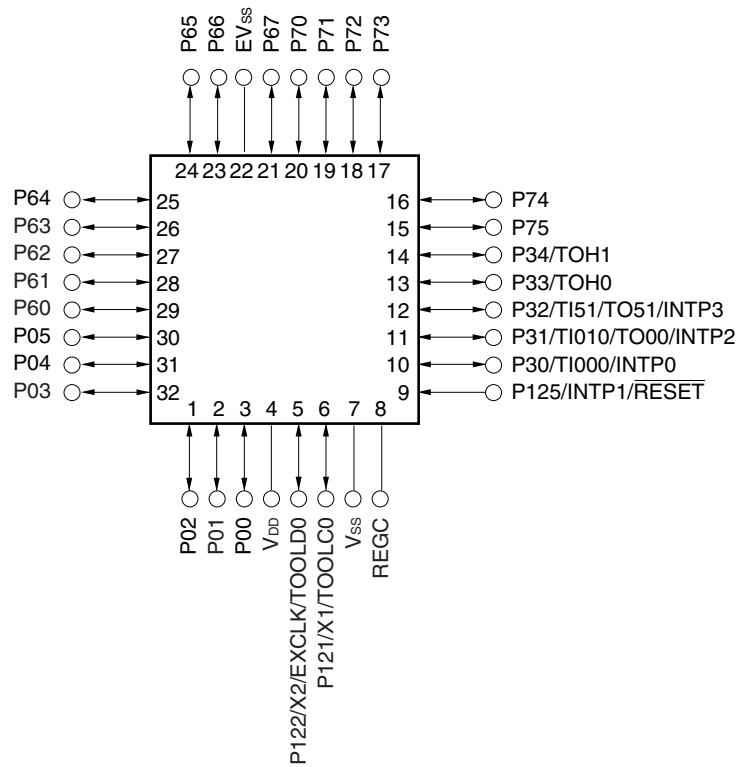 P65 P66 EVSS P67 P70 P71 P72 P73
24 23 22 21 20 19 18 17
P64 25 16 P74
P63 26 15 P75
P62 27 14 P34/TOH1
P61 28 13 P33/TOH0
P60 29 12 P32/TI51/TO51/INTP3
P05 30 11 P31/TI010/TO00/INTP2
P04 31 10 P30/TI000/INTP0
P03 32 9 P125/INTP1/RESET
1 2 3 4 5 6 7 8
P02 P01 P00 VDD P122/X2/EXCLK/TOOLD0 P121/X1/TOOLC0 VSS REGC